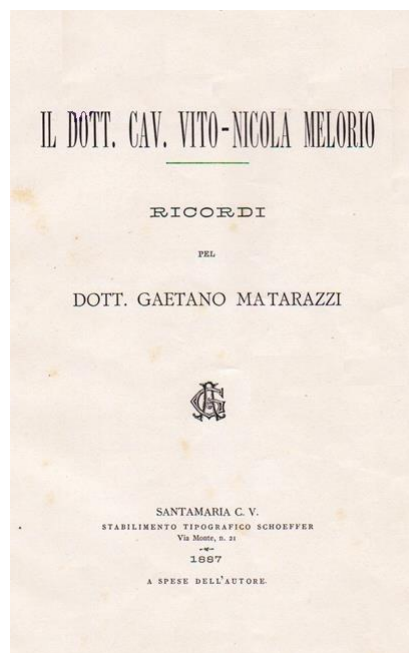 IL DOTT. CAV. VITO-NICOLA MELORIO
RICORDI
PEL
DOTT. GAETANO MATARAZZI
SANTAMARIA C. V.
STABILIMENTO TIPOGRAFICO SCHOEFFER
Via Monte, n. 21
1887
A SPESE DELL'AUTORE.